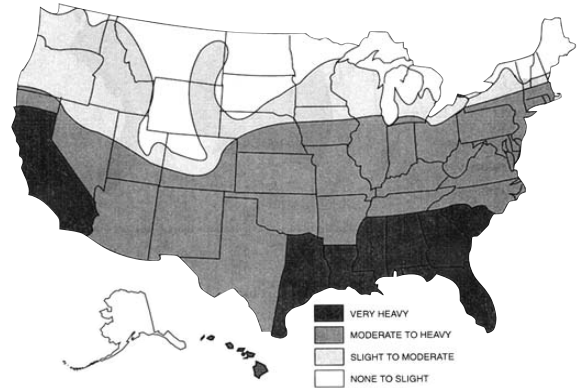 VERY HEAVY
MODERATE TO HEAVY
SLIGHT TO MODERATE
NONE TO SLIGHT